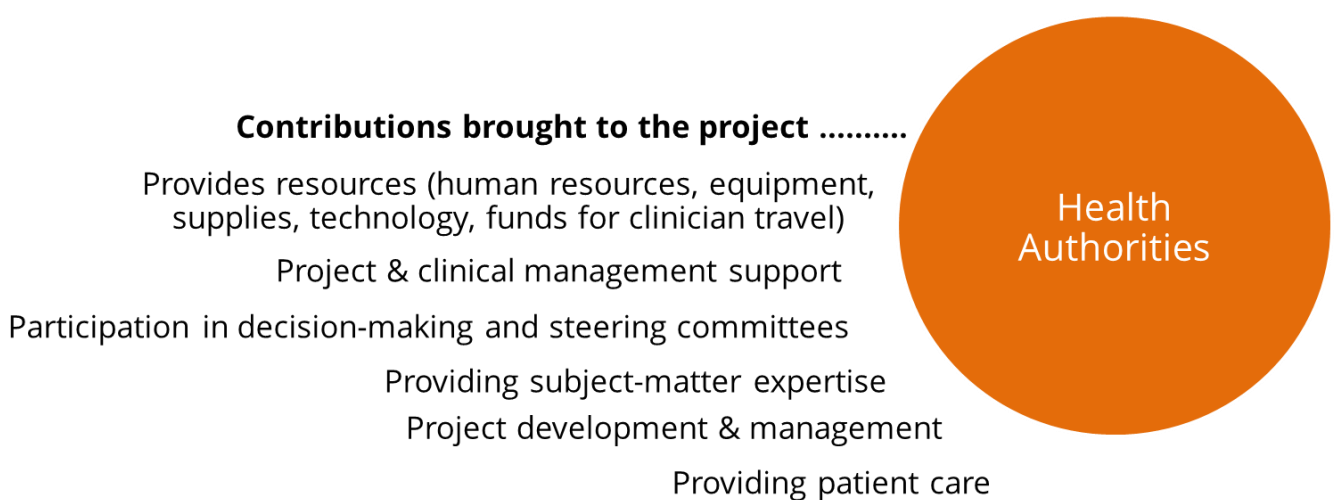 Contributions brought to the project ..........
Provides resources (human resources, equipment,
supplies, technology, funds for clinician travel)
Project & clinical management support
Participation in decision-making and steering committees
Providing subject-matter expertise
Project development & management
Providing patient care
Health
Authorities